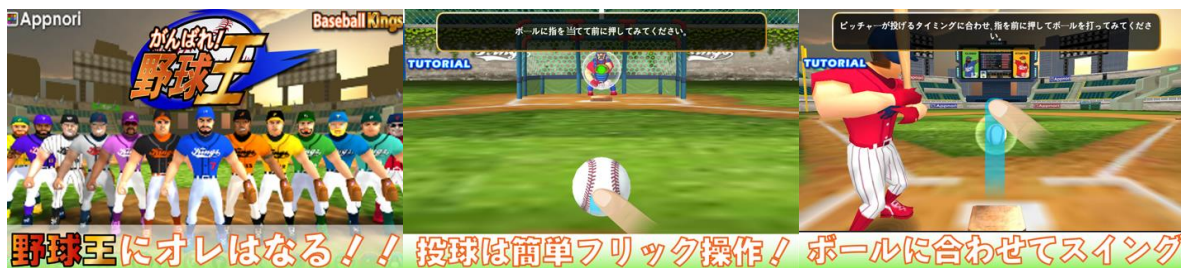 Appnori
Baseball Kings
がんばれ!
野球王
野球王にオレはなる!!
ボールに指を当てて前に押してみてください。
TUTORIAL
投球は簡単フリック操作!
ピッチャーが投げるタイミングに合わせ、指を前に押してボールを打ってみてくださ
い。
TUTORIAL
Appnori
ボールに合わせてスイング